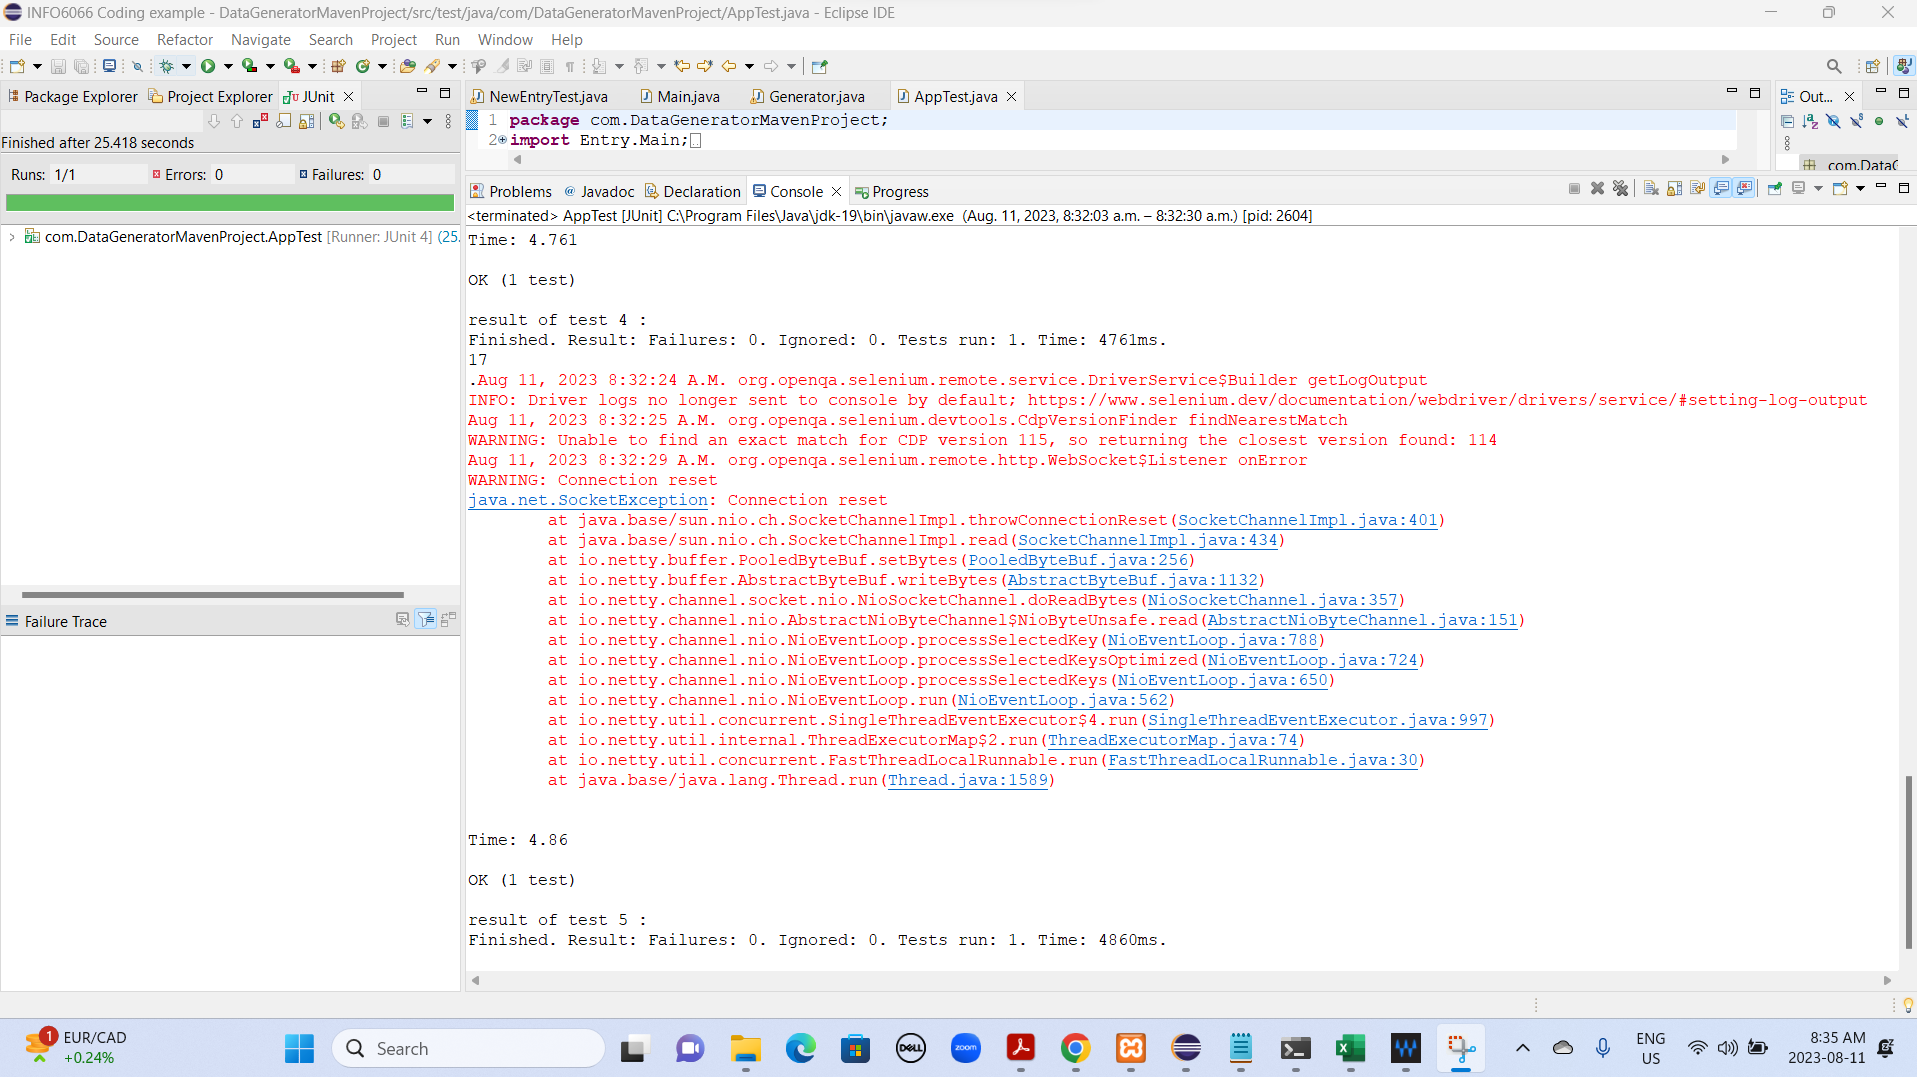 INFO6066 Coding example - DataGeneratorMavenProject/src/test/java/com/DataGeneratorMavenProject/AppTest.java - Eclipse IDE
File Edit Source Refactor Navigate Search Project Run Window Help
Package Explorer Project Explorer JUnit
Finished after 25.418 seconds
Runs: 1/1 Errors: 0 Failures: 0
com.DataGeneratorMavenProject.AppTest [Runner: JUnit 4] (25.
Failure Trace
NewEntryTest.java Main.java Generator.java AppTest.java
1 package com.DataGeneratorMavenProject;
2 import Entry.Main;
Out...
com.DataG
Problems Javadoc Declaration Console Progress
<terminated> AppTest [JUnit] C:\Program Files\Java\jdk-19\bin\javaw.exe (Aug. 11, 2023, 8:32:03 a.m. – 8:32:30 a.m.) [pid: 2604]
Time: 4.761
OK (1 test)
result of test 4 :
Finished. Result: Failures: 0. Ignored: 0. Tests run: 1. Time: 4761ms.
17
.Aug 11, 2023 8:32:24 A.M. org.openqa.selenium.remote.service.DriverService$Builder getLogOutput
INFO: Driver logs no longer sent to console by default; https://www.selenium.dev/documentation/webdriver/drivers/service/#setting-log-output
Aug 11, 2023 8:32:25 A.M. org.openqa.selenium.devtools.CdpVersionFinder findNearestMatch
WARNING: Unable to find an exact match for CDP version 115, so returning the closest version found: 114
Aug 11, 2023 8:32:29 A.M. org.openqa.selenium.remote.http.WebSocket$Listener onError
WARNING: Connection reset
java.net.SocketException: Connection reset
at java.base/sun.nio.ch.SocketChannelImpl.throwConnectionReset(SocketChannelImpl.java:401)
at java.base/sun.nio.ch.SocketChannelImpl.read(SocketChannelImpl.java:434)
at io.netty.buffer.PooledByteBuf.setBytes(PooledByteBuf.java:256)
at io.netty.buffer.AbstractByteBuf.writeBytes(AbstractByteBuf.java:1132)
at io.netty.channel.socket.nio.NioSocketChannel.doReadBytes(NioSocketChannel.java:357)
at io.netty.channel.nio.AbstractNioByteChannel$NioByteUnsafe.read(AbstractNioByteChannel.java:151)
at io.netty.channel.nio.NioEventLoop.processSelectedKey(NioEventLoop.java:788)
at io.netty.channel.nio.NioEventLoop.processSelectedKeysOptimized(NioEventLoop.java:724)
at io.netty.channel.nio.NioEventLoop.processSelectedKeys(NioEventLoop.java:650)
at io.netty.channel.nio.NioEventLoop.run(NioEventLoop.java:562)
at io.netty.util.concurrent.SingleThreadEventExecutor$4.run(SingleThreadEventExecutor.java:997)
at io.netty.util.internal.ThreadExecutorMap$2.run(ThreadExecutorMap.java:74)
at io.netty.util.concurrent.FastThreadLocalRunnable.run(FastThreadLocalRunnable.java:30)
at java.base/java.lang.Thread.run(Thread.java:1589)
Time: 4.86
OK (1 test)
result of test 5 :
Finished. Result: Failures: 0. Ignored: 0. Tests run: 1. Time: 4860ms.
1 EUR/CAD
+0.24%
Search
DELL
zoom
ENG
US
8:35 AM
2023-08-11